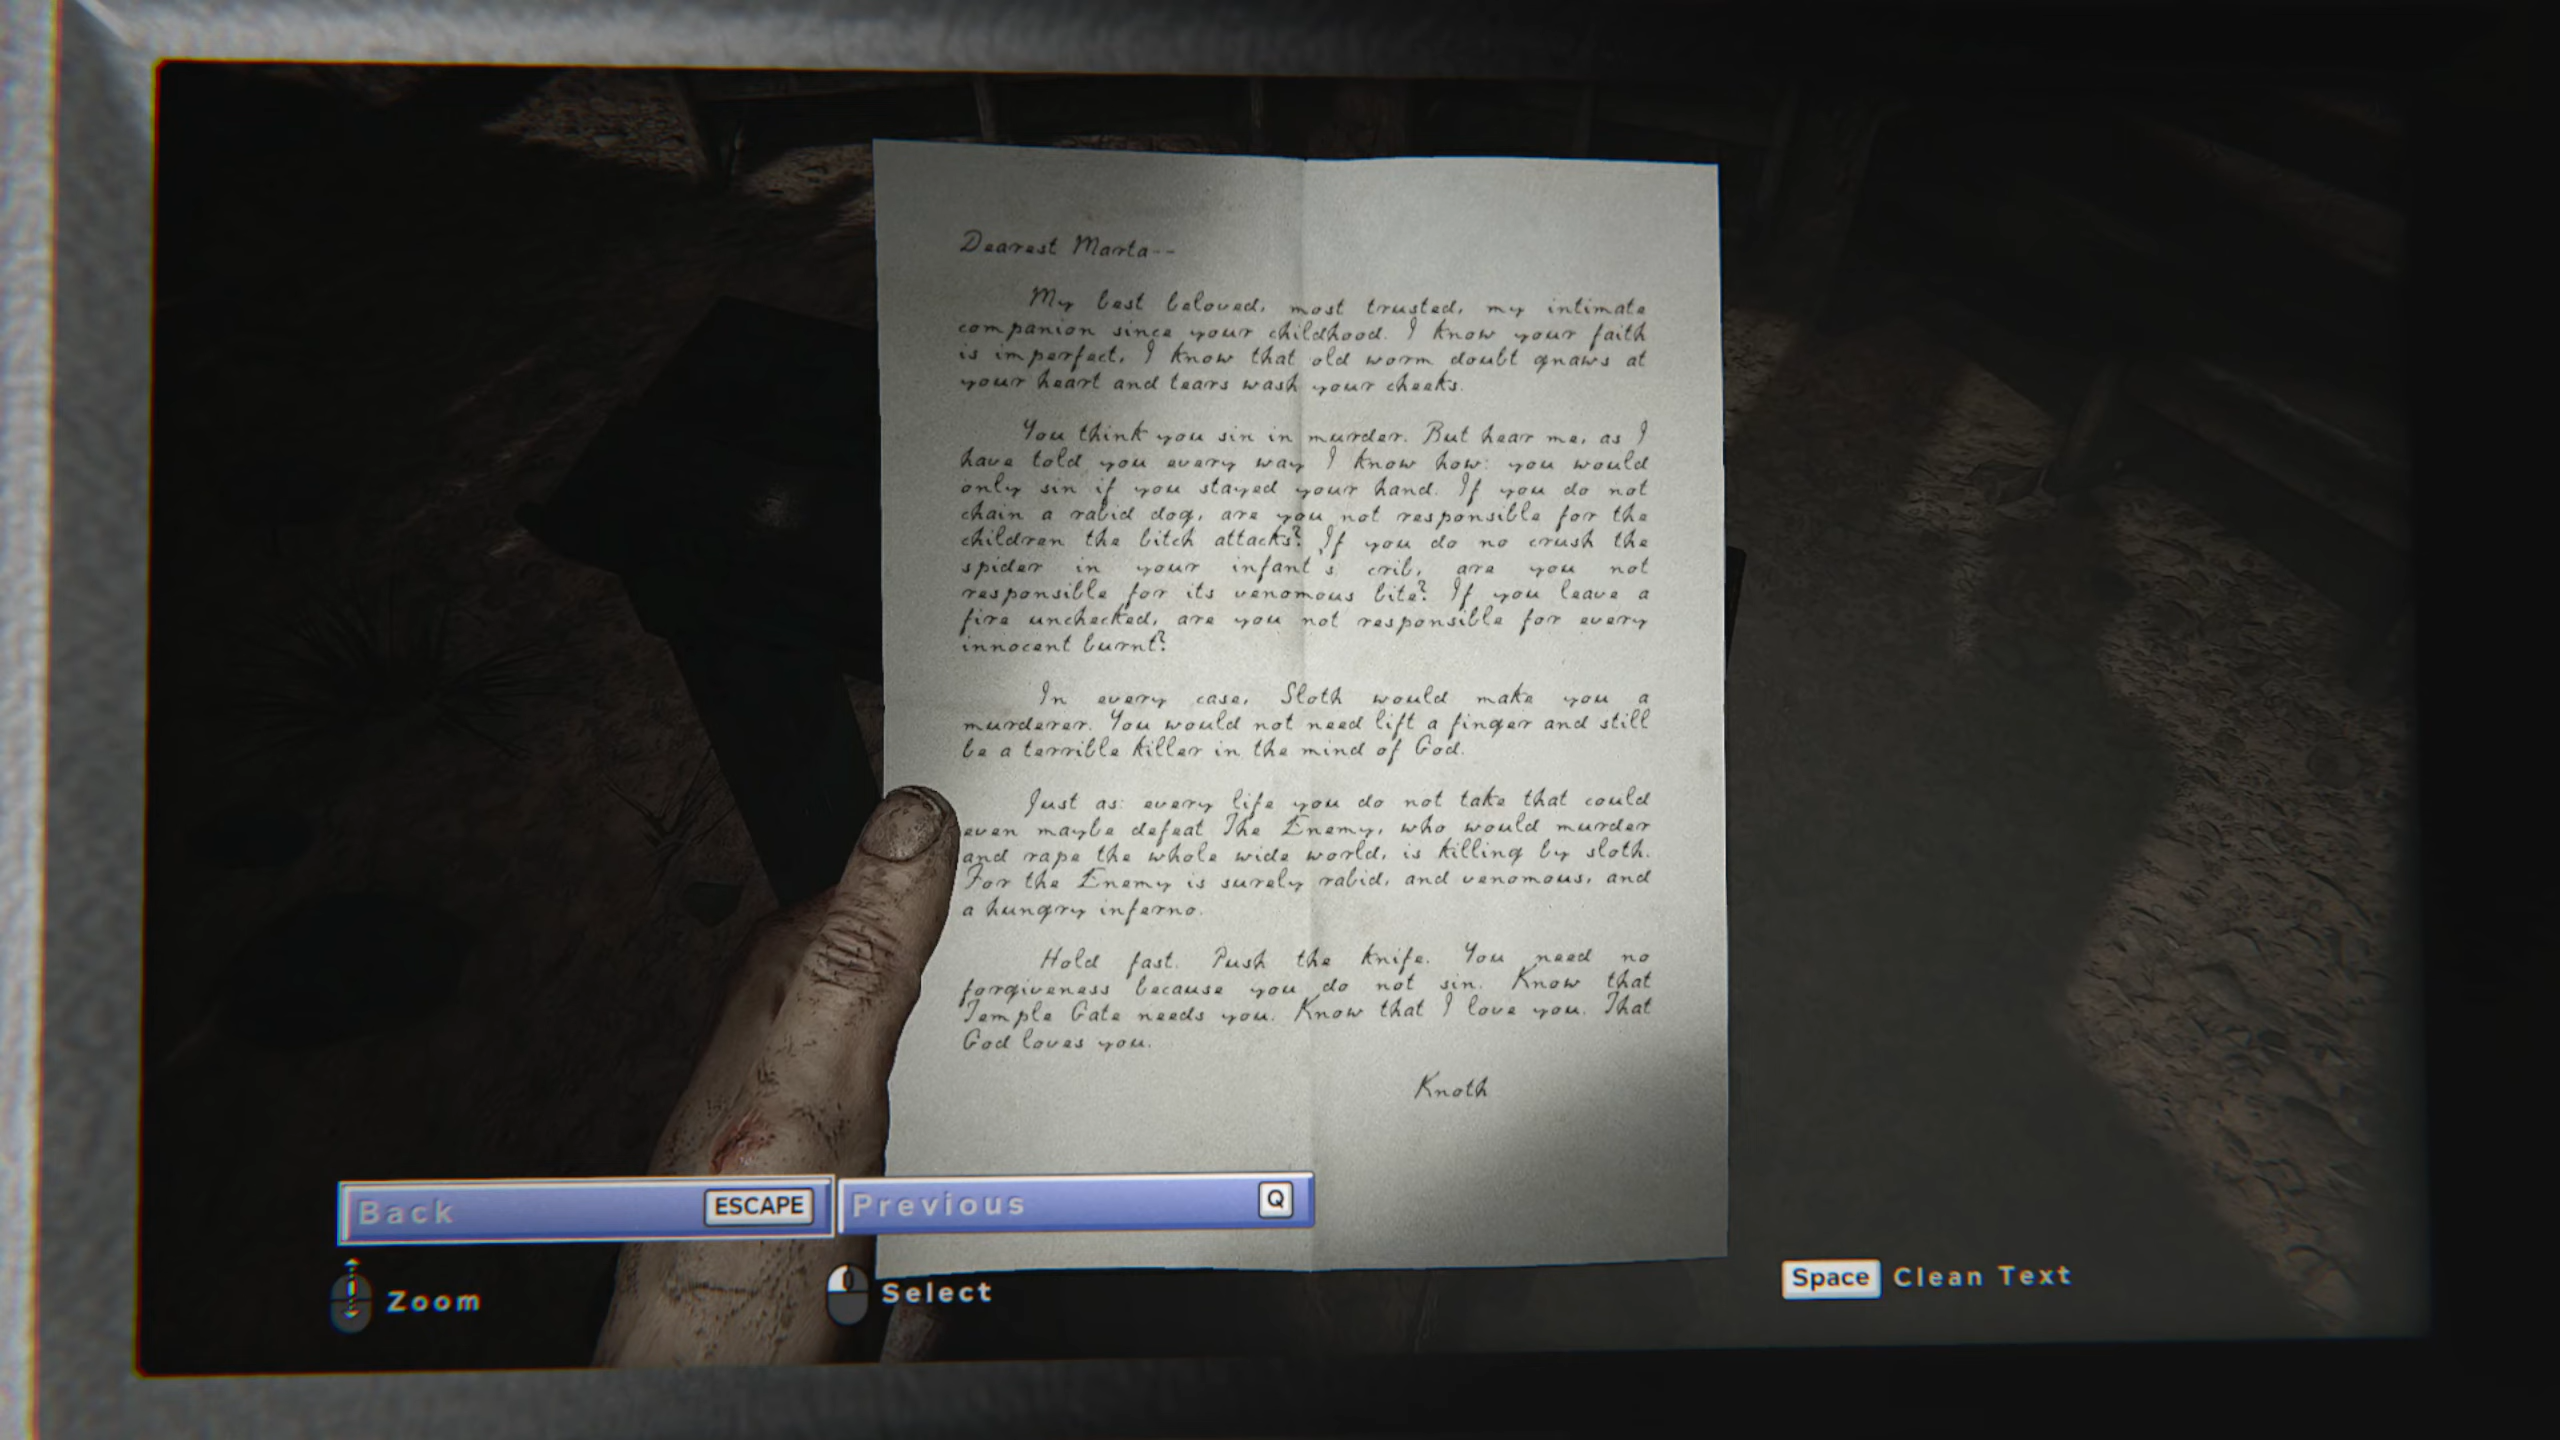 Dearest Marta--
My best beloved, most trusted, my intimate
companion since your childhood. I know your faith
is imperfect. I know that old worm doubt gnaws at
your heart and tears wash your cheeks.
You think you sin in murder. But hear me, as I
have told you every way I know how: you would
only sin if you stayed your hand. If you do not
chain a rabid dog, are you not responsible for the
children the bitch attacks? If you do no crush the
spider in your infant's crib, are you not
responsible for its venomous bite? If you leave a
fire unchecked, are you not responsible for every
innocent burnt?
In every case, Sloth would make you a
murderer. You would not need lift a finger and still
be a terrible killer in the mind of God.
Just as: every life you do not take that could
even maybe defeat The Enemy, who would murder
and rape the whole wide world, is killing by sloth.
For the Enemy is surely rabid, and venomous, and
a hungry inferno.
Hold fast. Push the knife. You need no
forgiveness because you do not sin. Know that
Temple Gate needs you. Know that I love you. That
God loves you.
Knoth
Back ESCAPE Previous Q
Zoom Select Space Clean Text